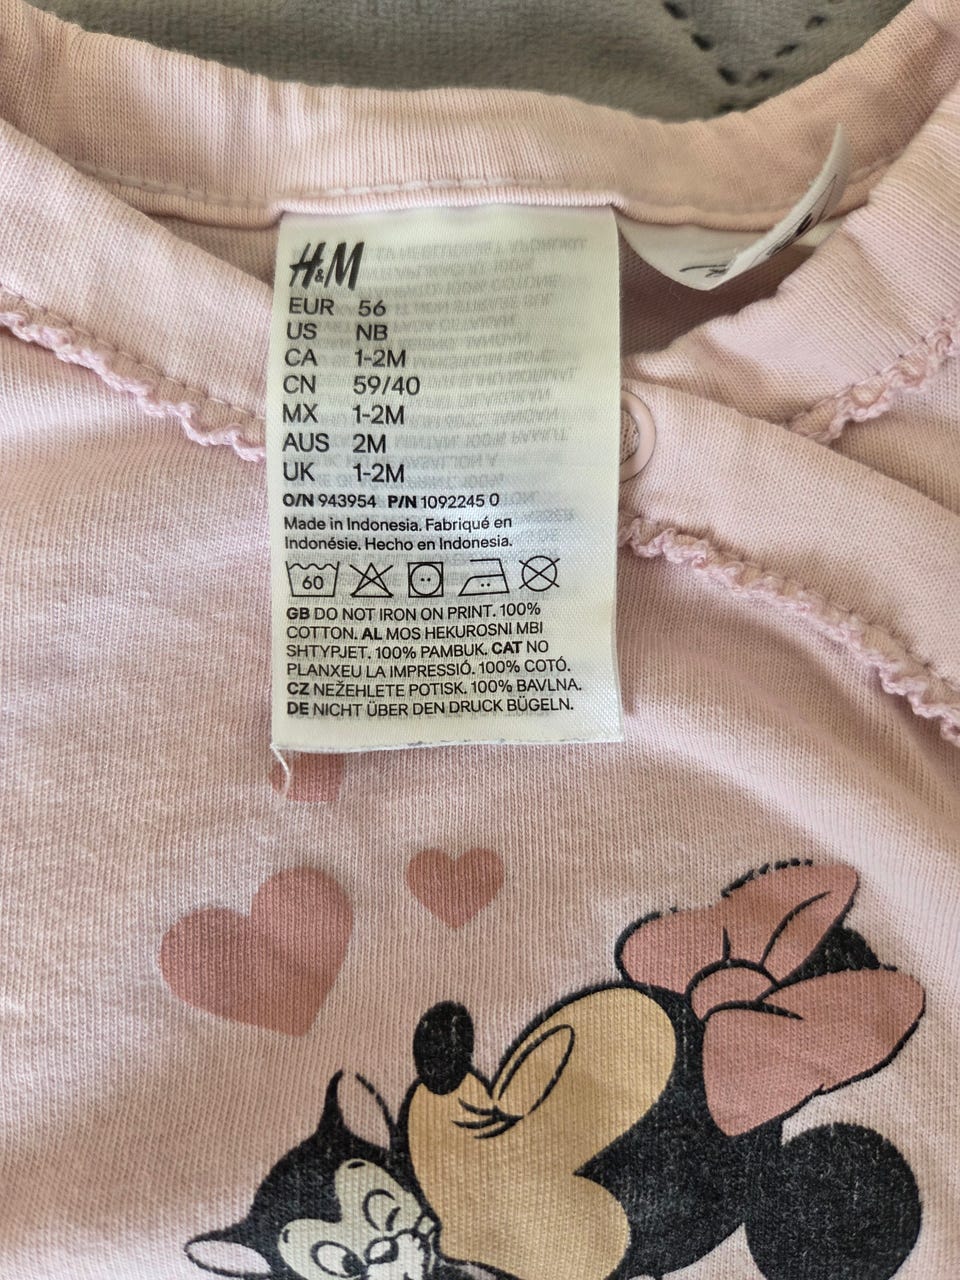 H&M
EUR 56
US NB
CA 1-2M
CN 59/40
MX 1-2M
AUS 2M
UK 1-2M
O/N 943954 P/N 1092245 0
Made in Indonesia. Fabriqué en
Indonésie. Hecho en Indonesia.
60
GB DO NOT IRON ON PRINT. 100%
COTTON. AL MOS HEKUROSNI MBI
SHTYPJET. 100% PAMBUK. CAT NO
PLANXEU LA IMPRESSIÓ. 100% COTÓ.
CZ NEŽEHLETE POTISK. 100% BAVLNA.
DE NICHT ÜBER DEN DRUCK BÜGELN.